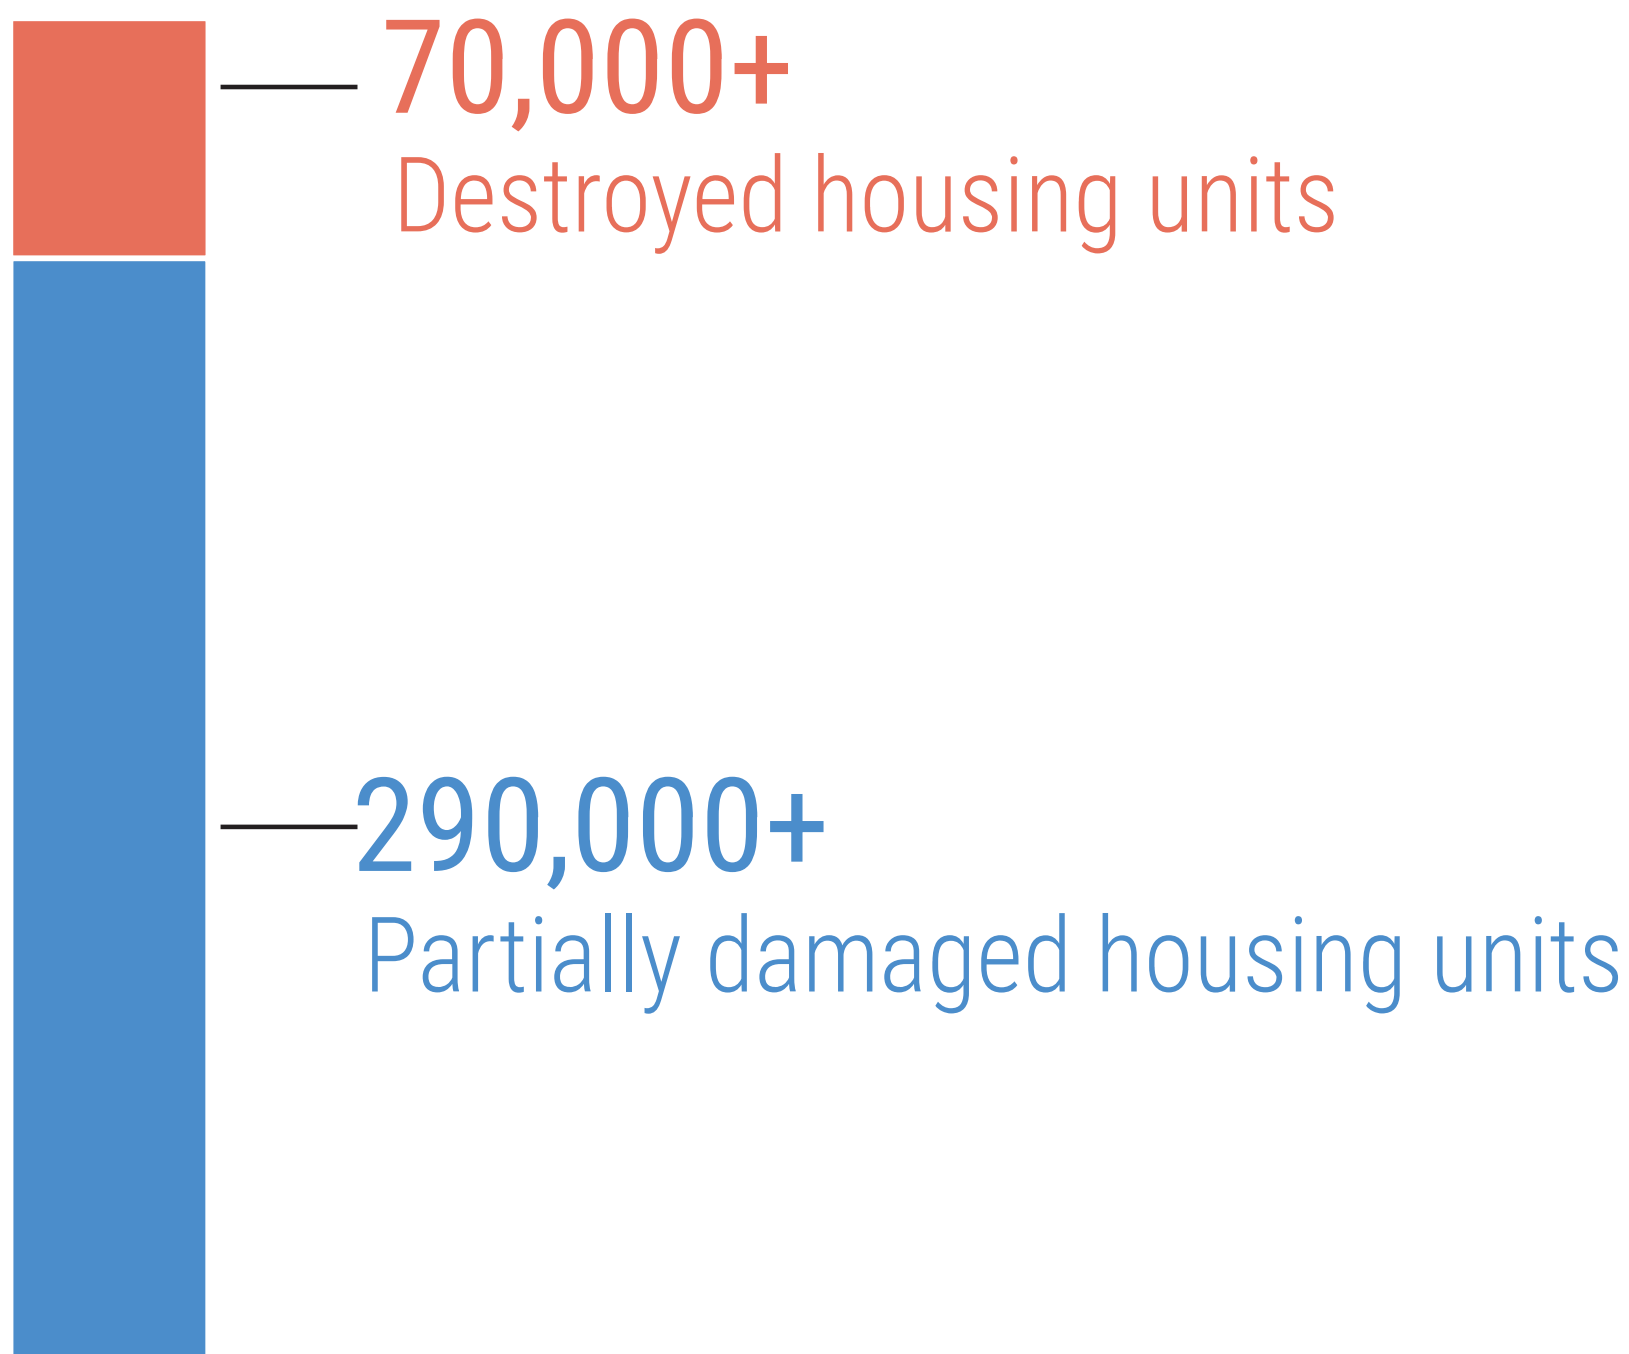 70,000+
Destroyed housing units
290,000+
Partially damaged housing units